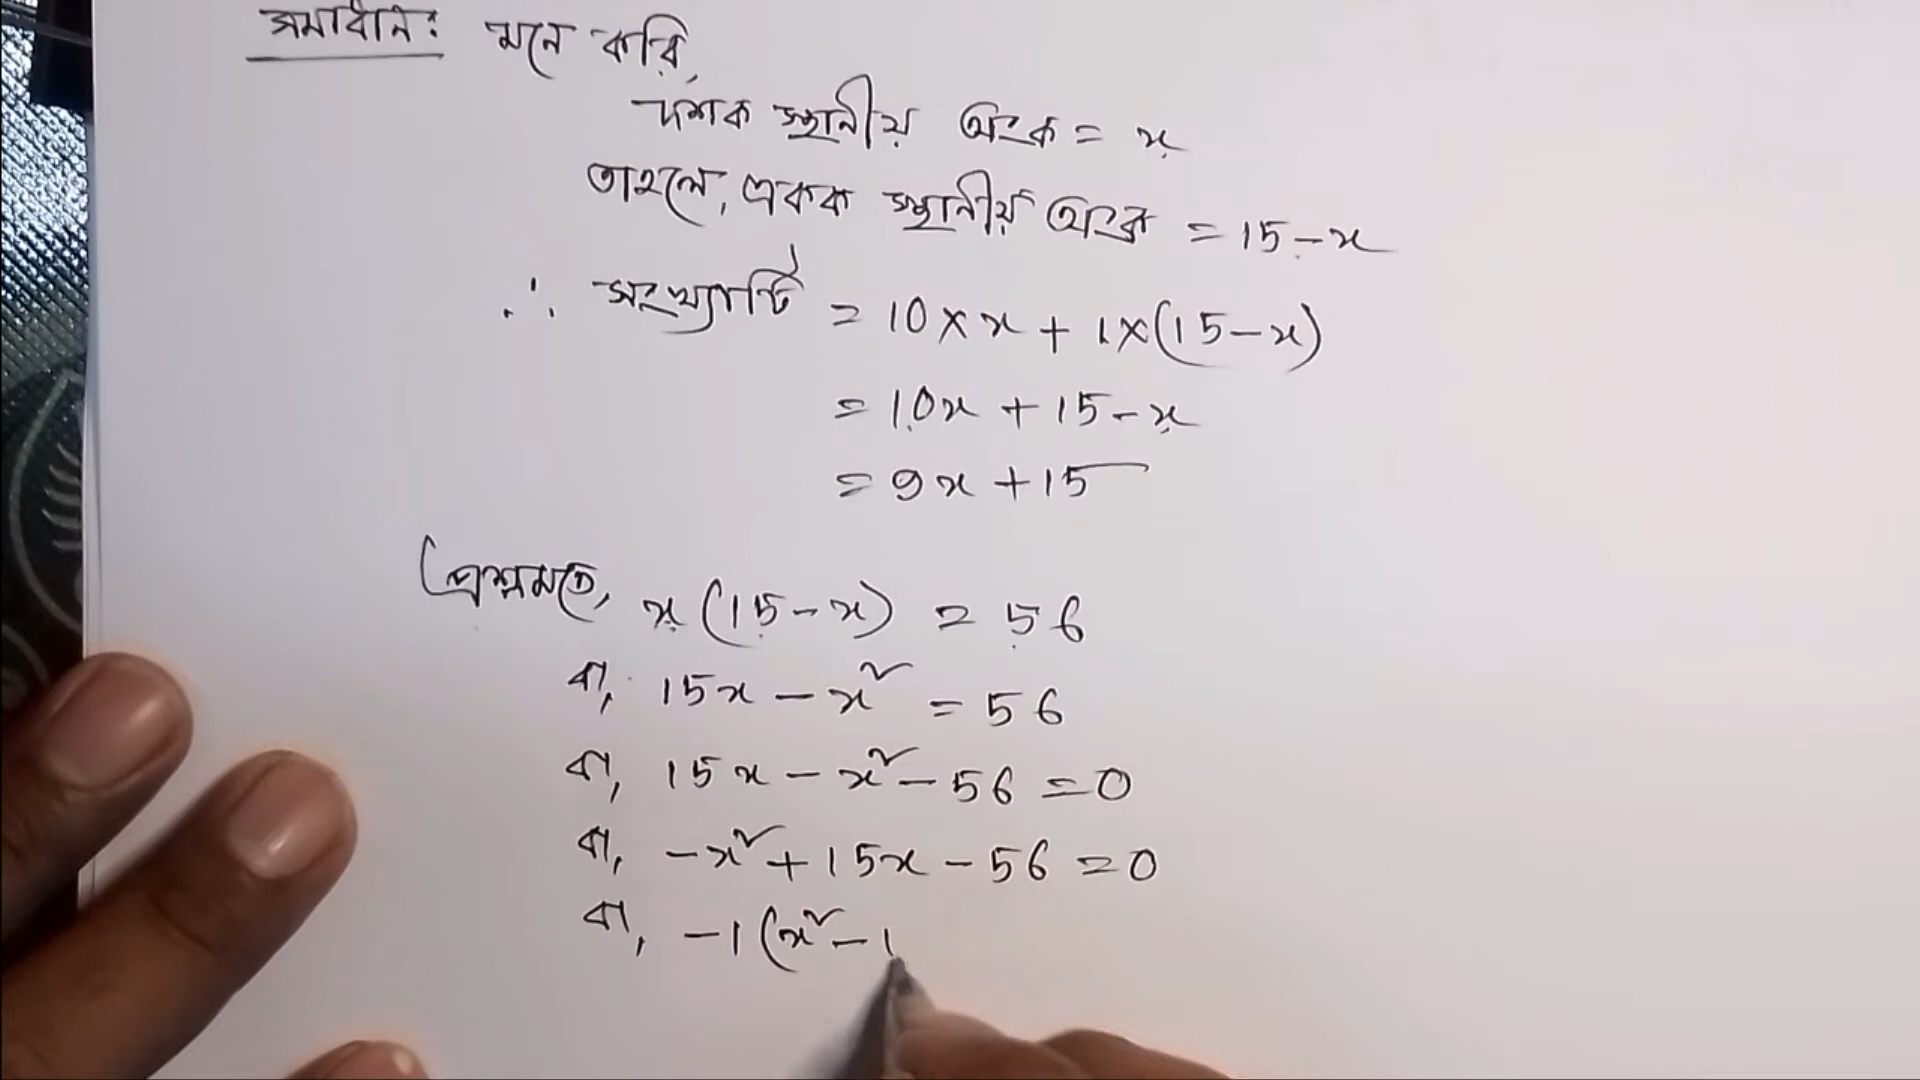 সমাধান: মনে করি,
দশক স্থানীয় অংক = x
তাহলে, একক স্থানীয় অংক = 15 - x
∴ সংখ্যাটি = 10 × x + 1 × (15 - x)
= 10x + 15 - x
= 9x + 15
প্রশ্নমতে, x (15 - x) = 56
বা, 15x - x² = 56
বা, 15x - x² - 56 = 0
বা, -x² + 15x - 56 = 0
বা, -1 (x² - 1